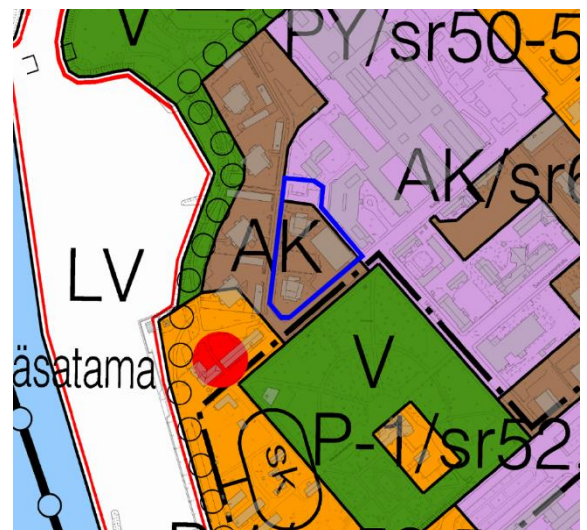 V
PY/sr50-5
AK/sr6
AK
LV
äsatama
V
P-1/sr52.
sk